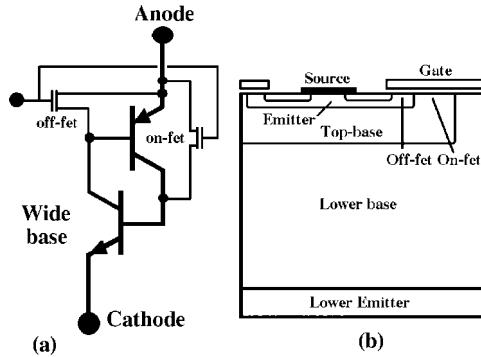 Anode
off-fet
on-fet
Wide
base
Cathode
(a)
Source
Gate
Emitter
Top-base
Off-fet
On-fet
Lower base
Lower Emitter
(b)